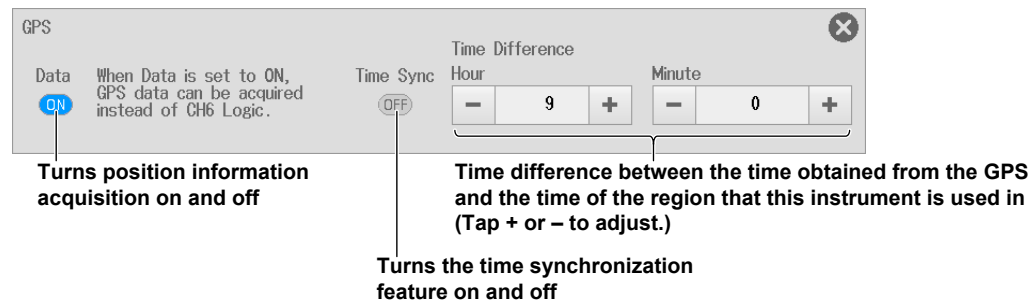 GPS
Time Difference
Data
When Data is set to ON,
GPS data can be acquired
instead of CH6 Logic.
Time Sync
Hour
Minute
ON
OFF
− 9 +
− 0 +
Turns position information
acquisition on and off
Time difference between the time obtained from the GPS
and the time of the region that this instrument is used in
(Tap + or – to adjust.)
Turns the time synchronization
feature on and off